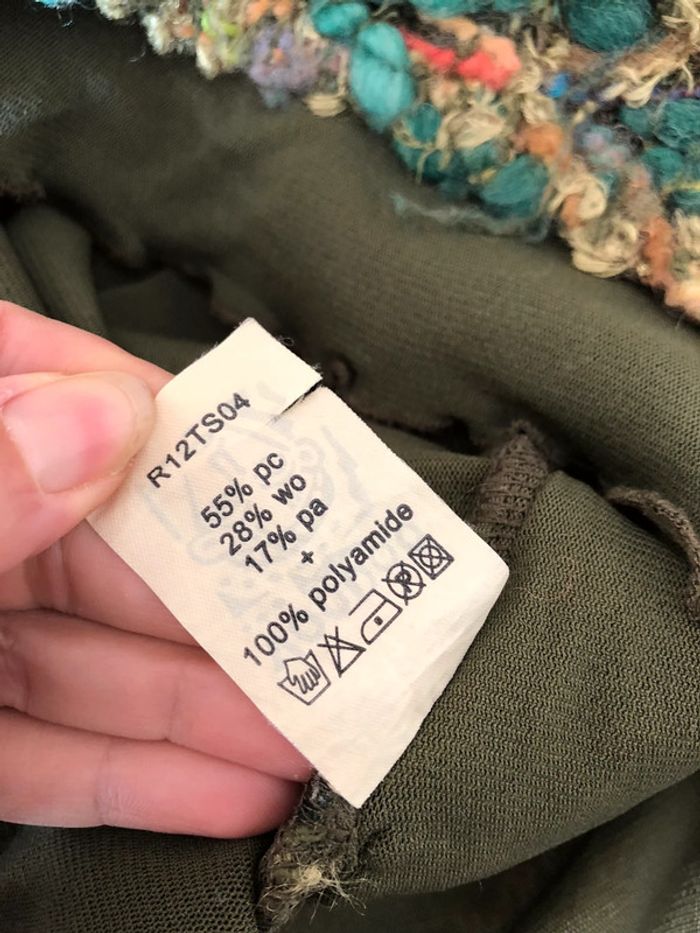 R12TS04
55% pc
28% wo
17% pa
+
100% polyamide
P